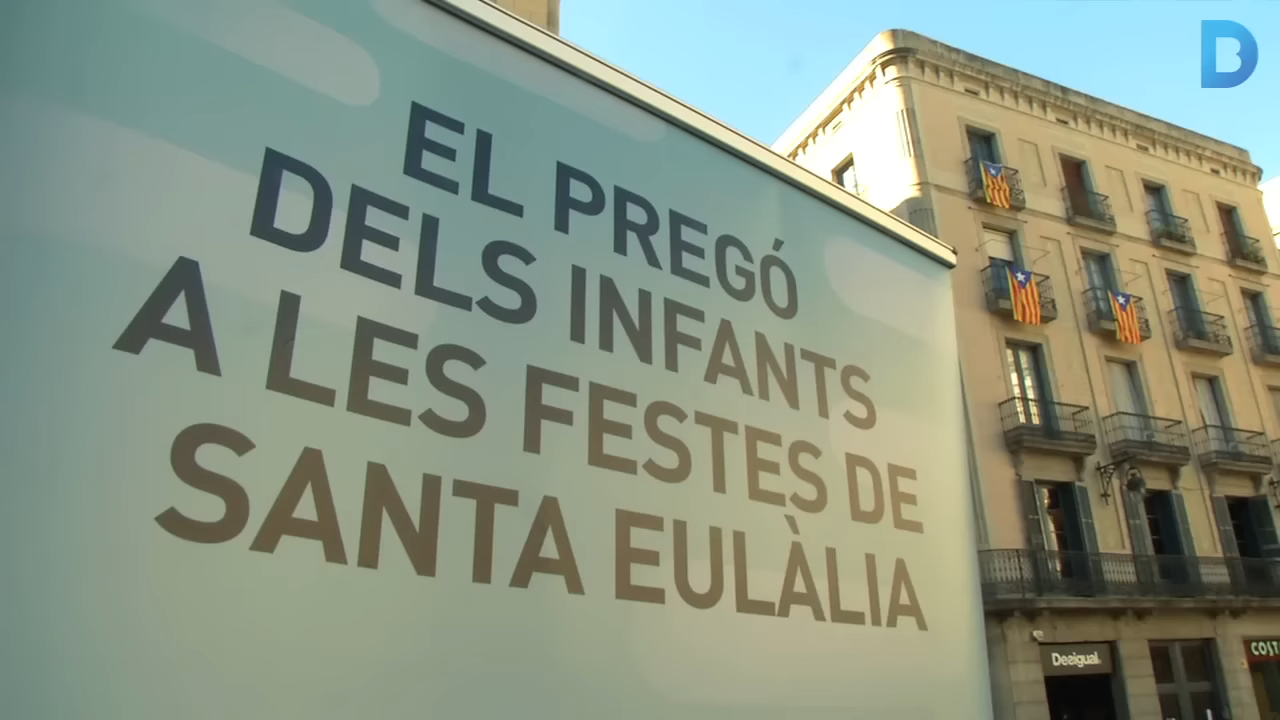 EL PREGÓ
DELS INFANTS
A LES FESTES DE
SANTA EULÀLIA
B
Desigual.
COST